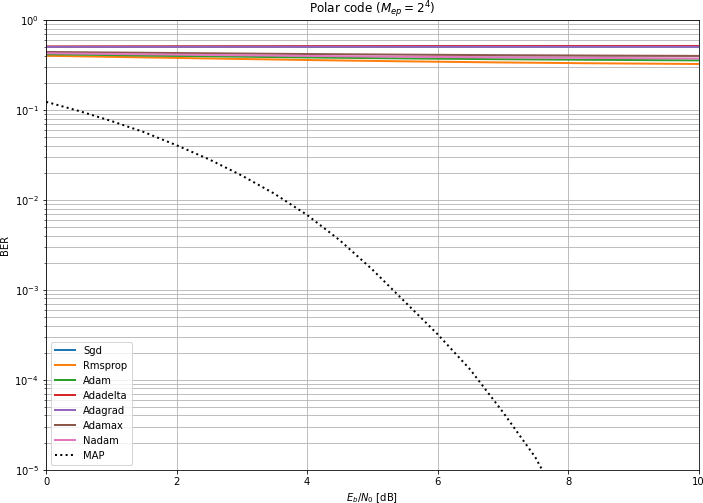 Polar code (M_ep = 2^4)
10^0
10^-1
10^-2
10^-3
10^-4
10^-5
BER
Sgd
Rmsprop
Adam
Adadelta
Adagrad
Adamax
Nadam
MAP
0 2 4 6 8 10
E_b/N_0 [dB]